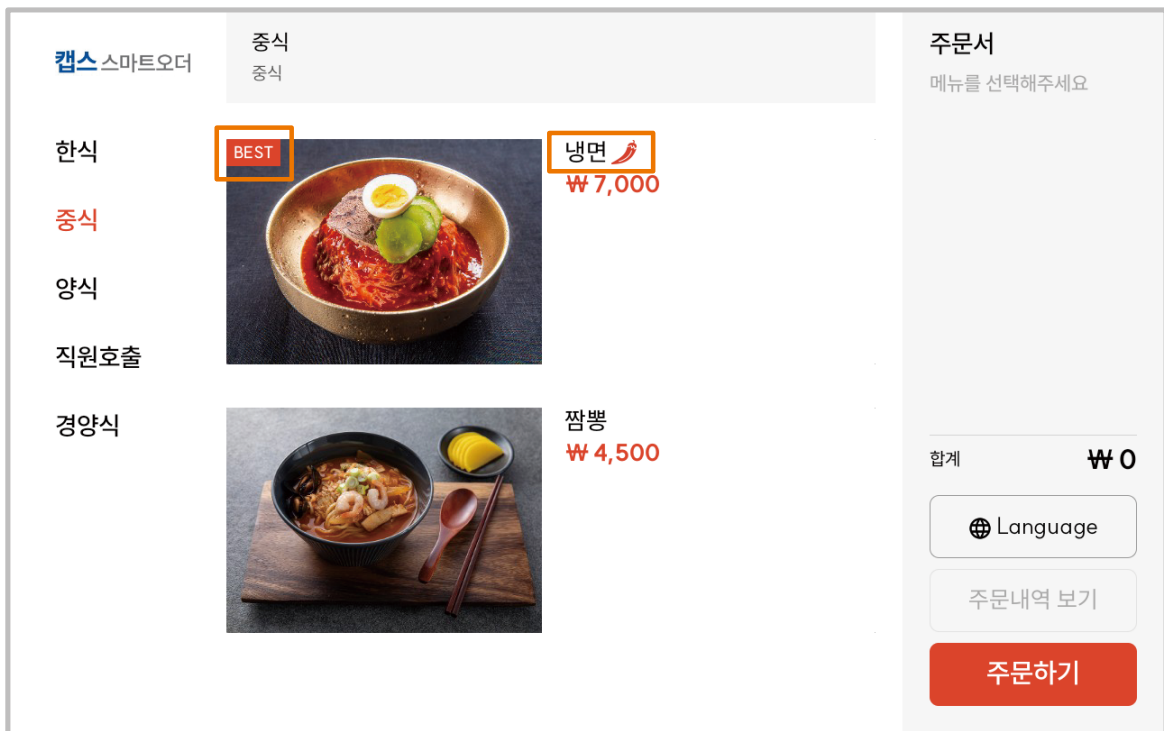 캡스 스마트오더
한식
중식
양식
직원호출
경양식
중식
중식
BEST
냉면
₩ 7,000
짬뽕
₩ 4,500
주문서
메뉴를 선택해주세요
합계 ₩ 0
Language
주문내역 보기
주문하기